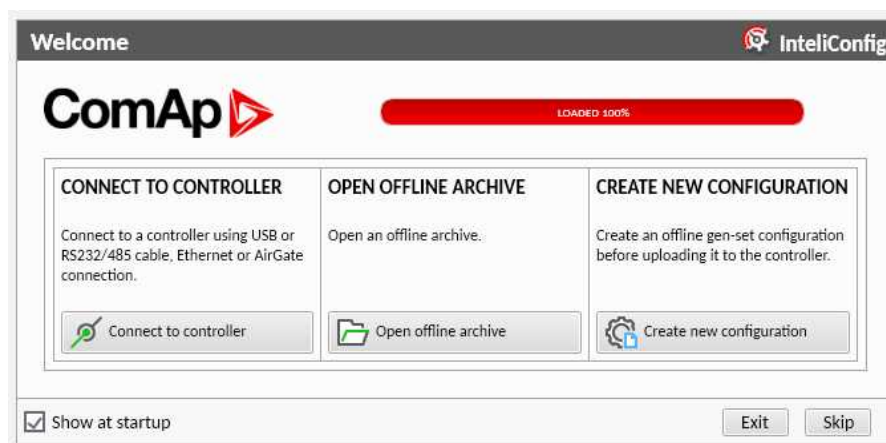 Welcome
InteliConfig
ComAp
LOADED 100%
CONNECT TO CONTROLLER
Connect to a controller using USB or
RS232/485 cable, Ethernet or AirGate
connection.
Connect to controller
OPEN OFFLINE ARCHIVE
Open an offline archive.
Open offline archive
CREATE NEW CONFIGURATION
Create an offline gen-set configuration
before uploading it to the controller.
Create new configuration
Show at startup
Exit
Skip